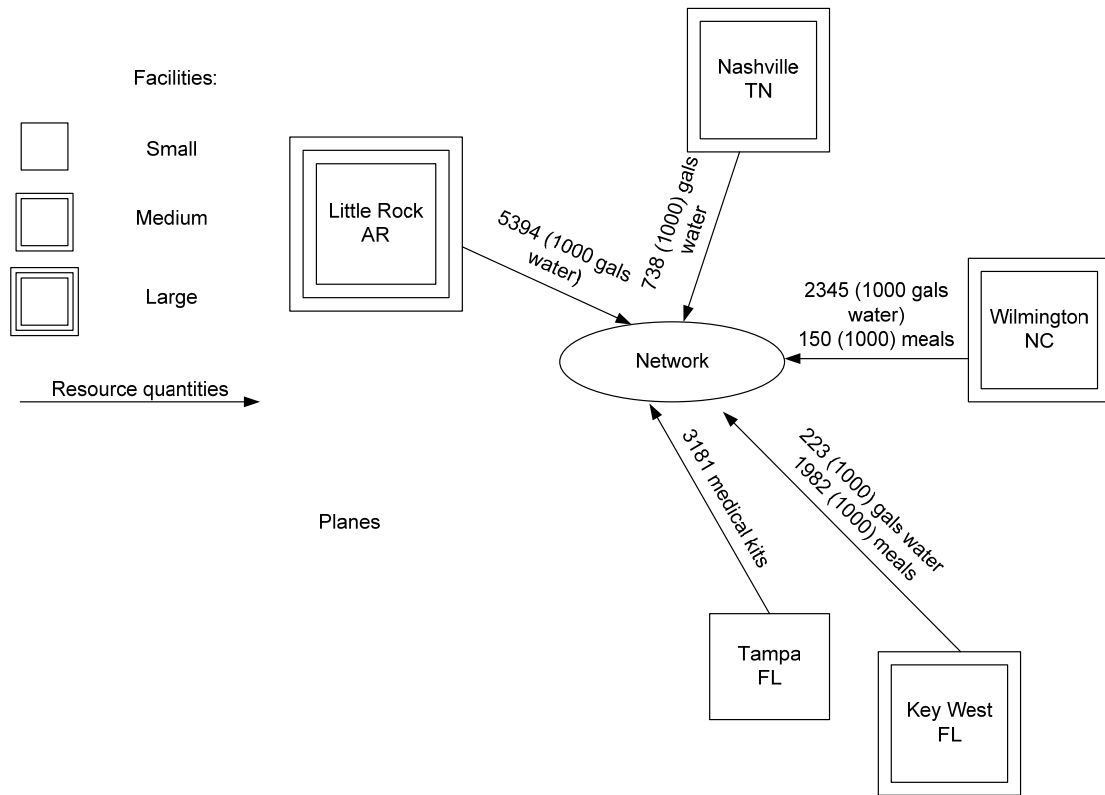 Facilities:
Small
Medium
Large
Resource quantities
Little Rock
AR
5394 (1000 gals
water)
Nashville
TN
738 (1000) gals
water
2345 (1000 gals
water)
150 (1000) meals
Wilmington
NC
Network
3181 medical kits
223 (1000) gals water
1982 (1000) meals
Planes
Tampa
FL
Key West
FL